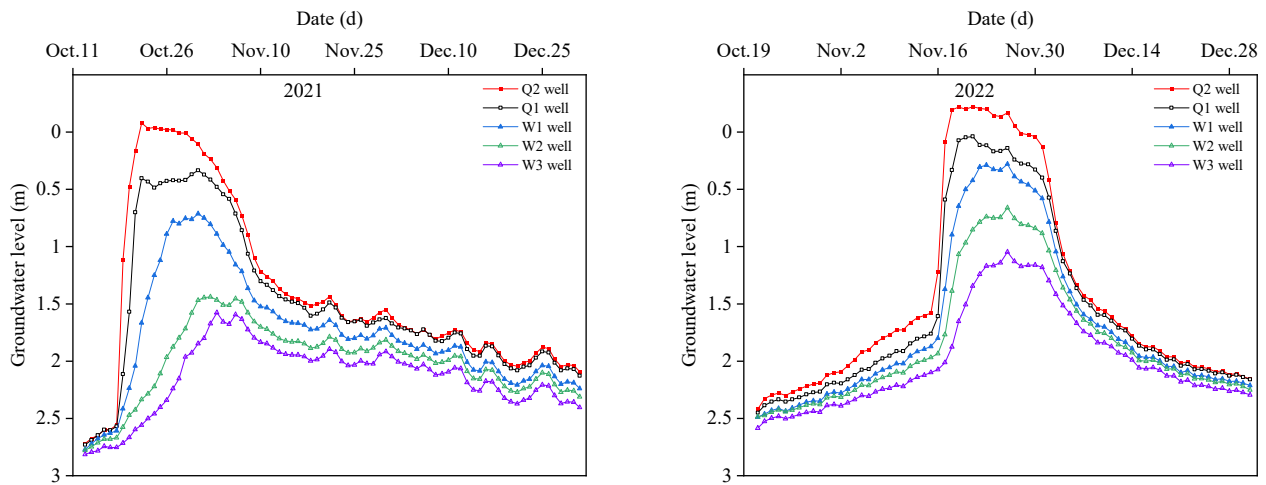 Date (d)
Oct.11 Oct.26 Nov.10 Nov.25 Dec.10 Dec.25
2021
Q2 well
Q1 well
W1 well
W2 well
W3 well
0
0.5
1
1.5
2
2.5
3
Groundwater level (m)
Date (d)
Oct.19 Nov.2 Nov.16 Nov.30 Dec.14 Dec.28
2022
Q2 well
Q1 well
W1 well
W2 well
W3 well
0
0.5
1
1.5
2
2.5
3
Groundwater level (m)